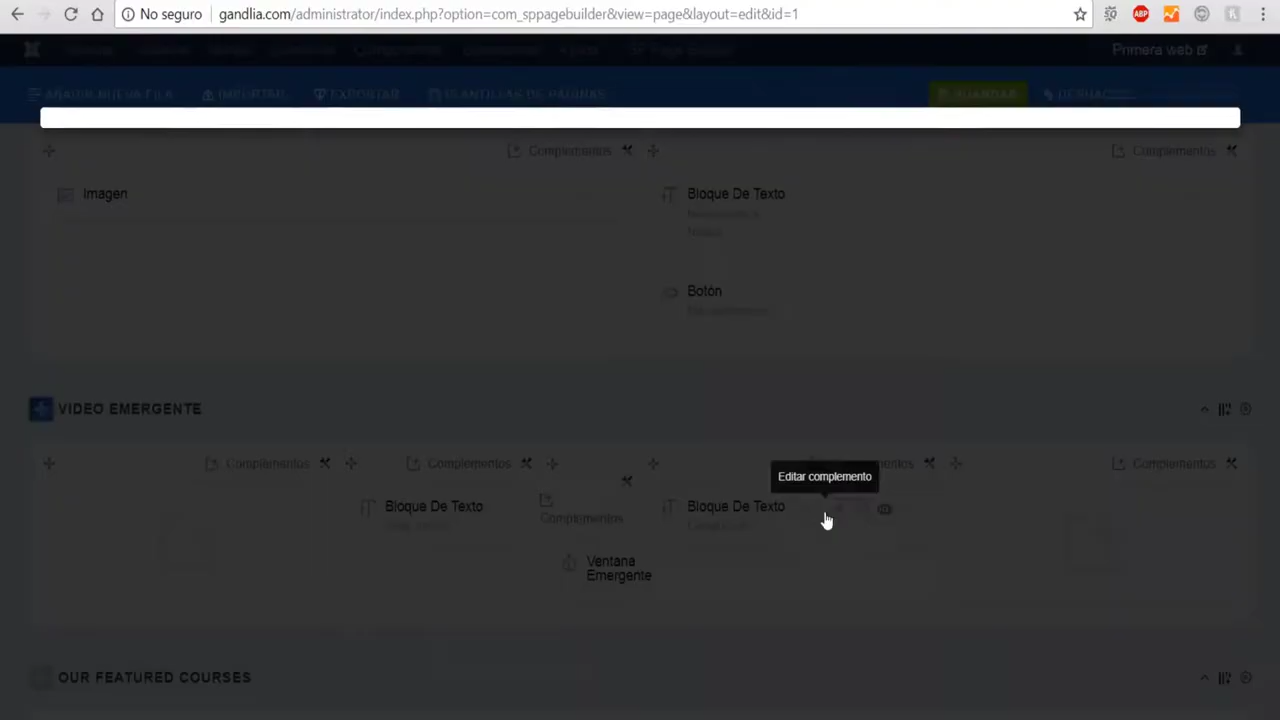 No seguro
gandlia.com/administrator/index.php?option=com_sppagebuilder&view=page&layout=edit&id=1
ABP
Primera web
AÑADIR NUEVA FILA
IMPORTAR
EXPORTAR
PLANTILLAS DE PÁGINAS
GUARDAR
Complementos
Complementos
Imagen
Bloque De Texto
Botón
VIDEO EMERGENTE
Complementos
Complementos
Complementos
Editar complemento
Bloque De Texto
Complementos
Bloque De Texto
Ventana
Emergente
OUR FEATURED COURSES